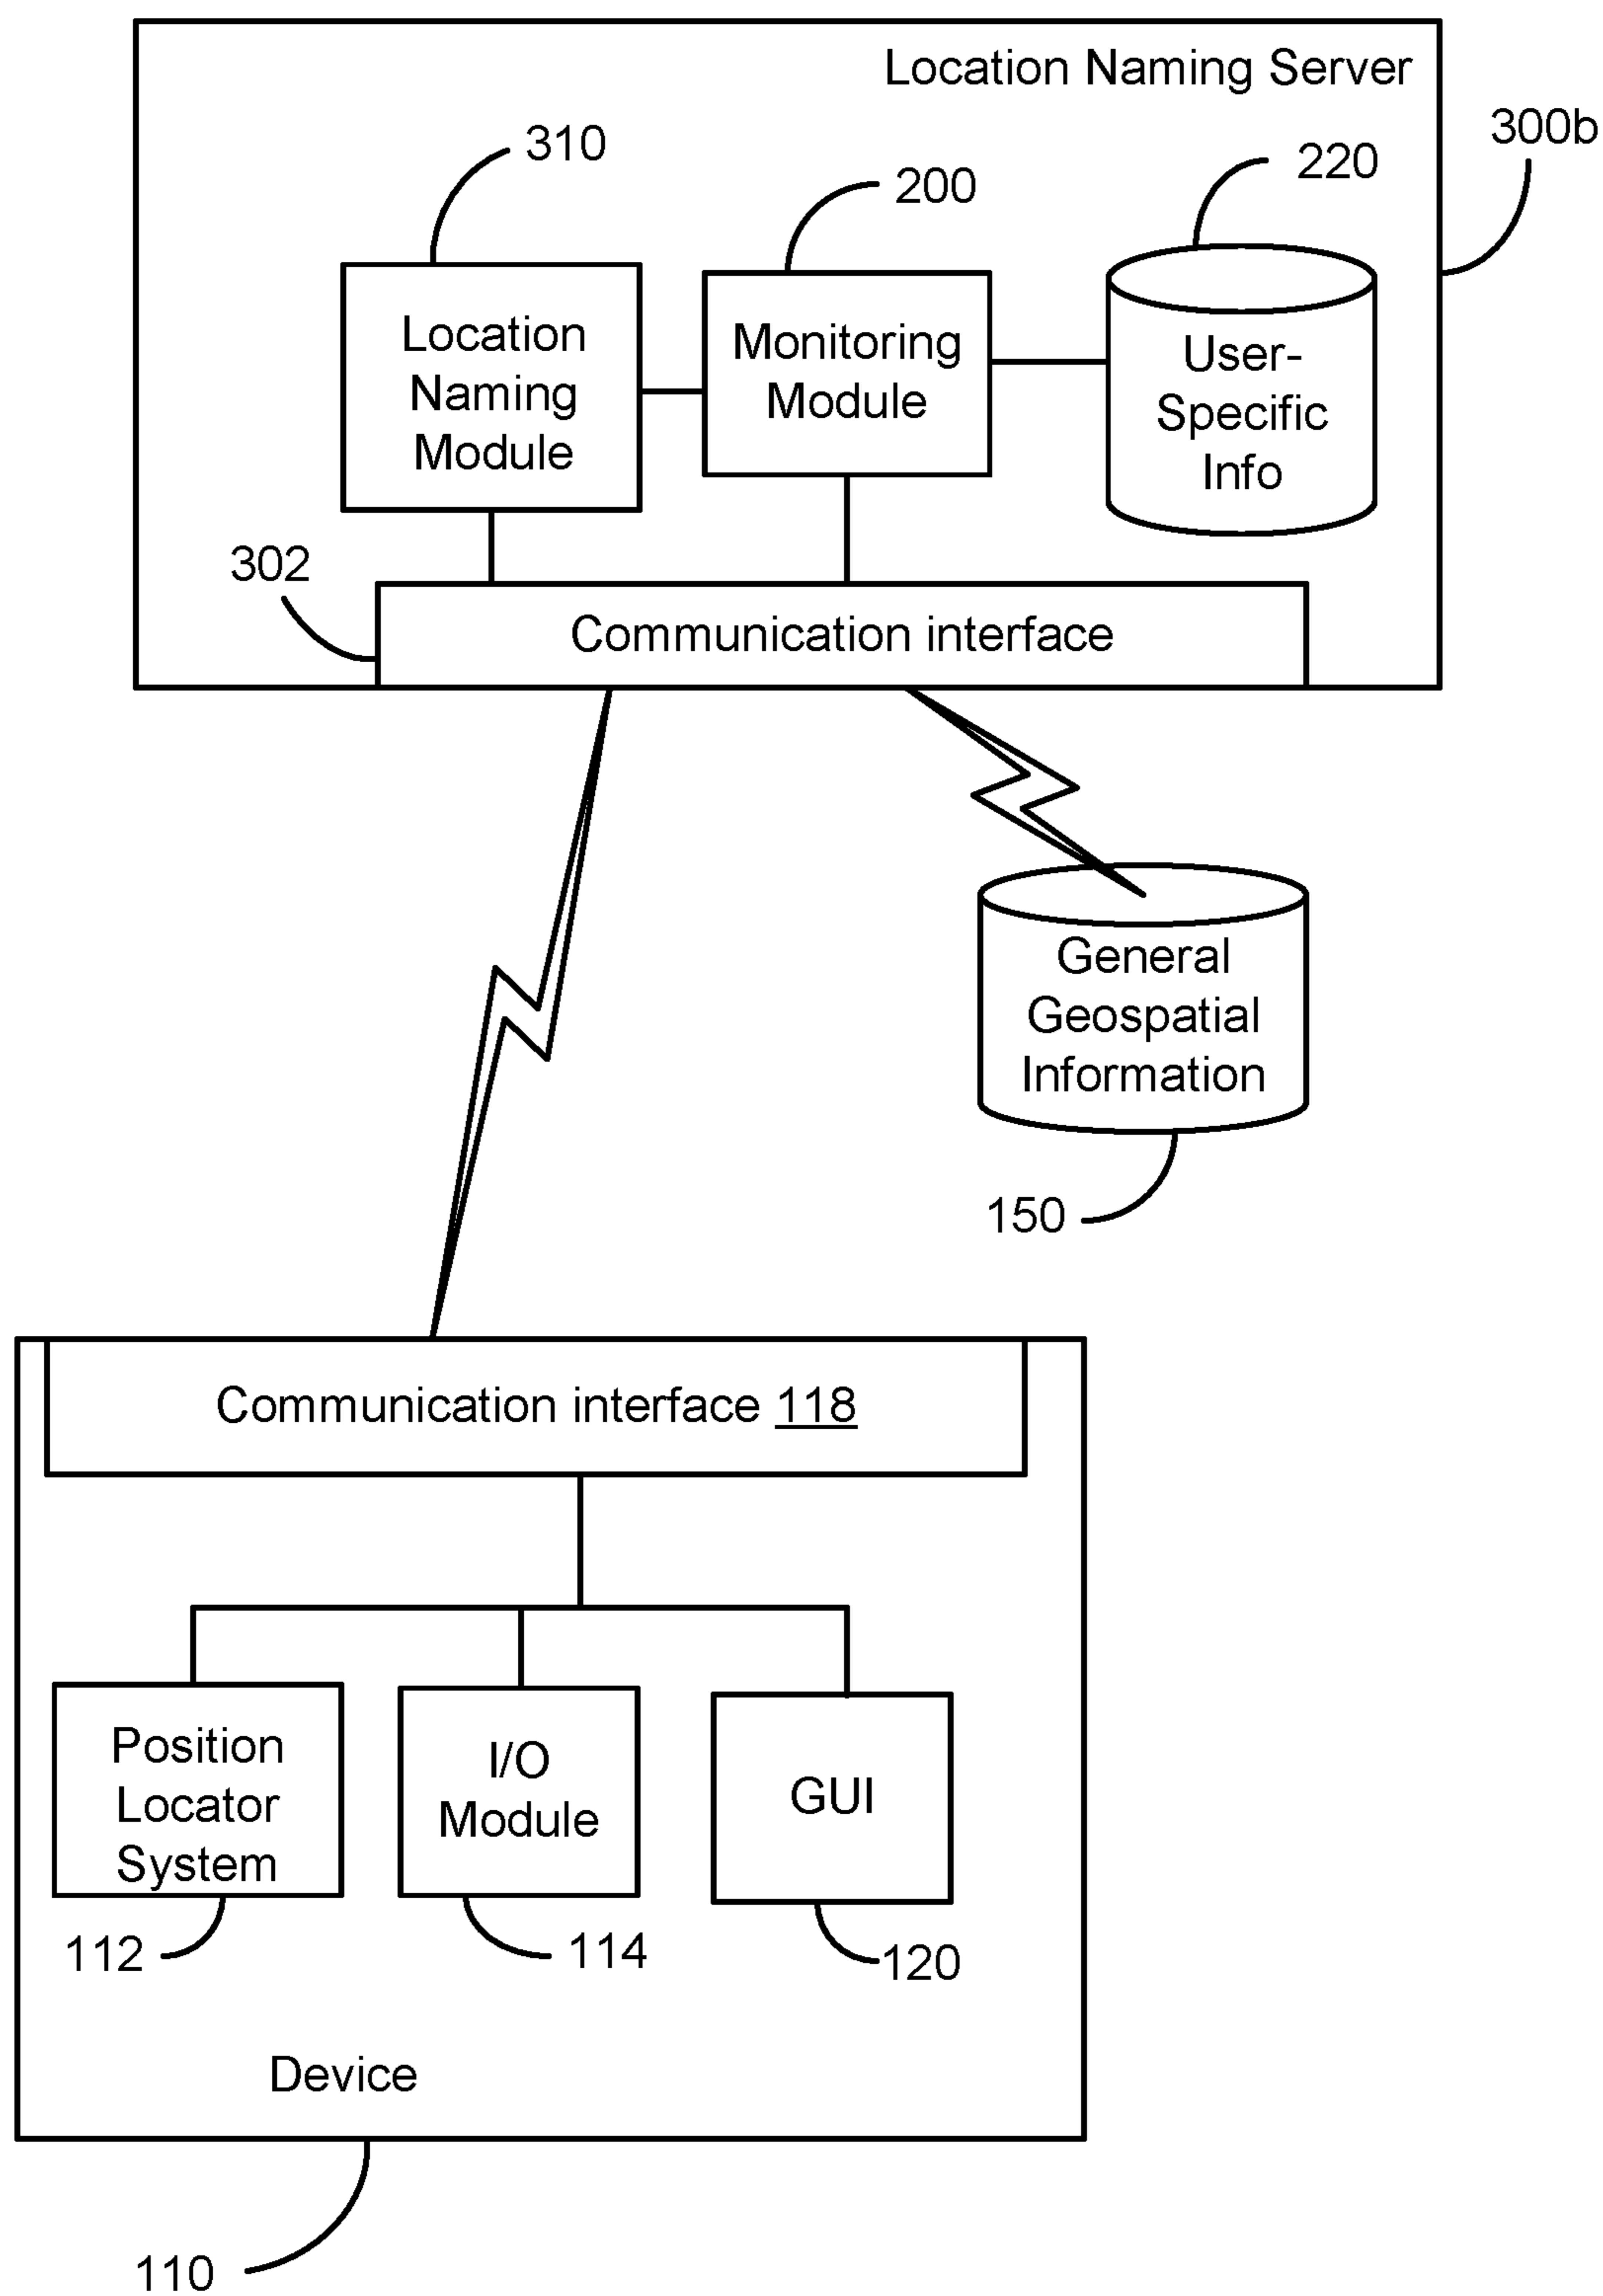 Location Naming Server
300b
310
200
220
Location
Naming
Module
Monitoring
Module
User-
Specific
Info
302
Communication interface
General
Geospatial
Information
150
Communication interface 118
Position
Locator
System
I/O
Module
GUI
112
114
120
Device
110